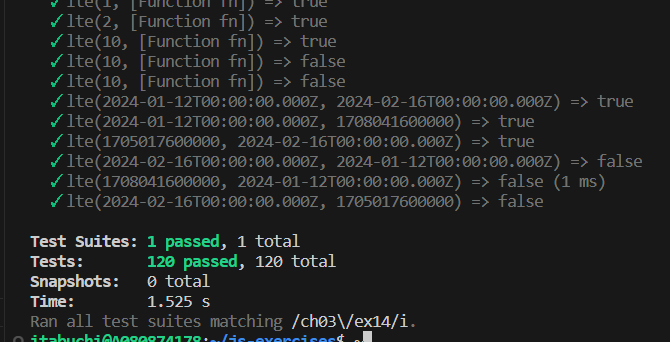 ✓ lte(1, [Function fn]) => true
✓ lte(2, [Function fn]) => true
✓ lte(10, [Function fn]) => true
✓ lte(10, [Function fn]) => false
✓ lte(10, [Function fn]) => false
✓ lte(2024-01-12T00:00:00.000Z, 2024-02-16T00:00:00.000Z) => true
✓ lte(2024-01-12T00:00:00.000Z, 1708041600000) => true
✓ lte(1705017600000, 2024-02-16T00:00:00.000Z) => true
✓ lte(2024-02-16T00:00:00.000Z, 2024-01-12T00:00:00.000Z) => false
✓ lte(1708041600000, 2024-01-12T00:00:00.000Z) => false (1 ms)
✓ lte(2024-02-16T00:00:00.000Z, 1705017600000) => false
Test Suites: 1 passed, 1 total
Tests: 120 passed, 120 total
Snapshots: 0 total
Time: 1.525 s
Ran all test suites matching /ch03\/ex14/i.
itabuchi@A080874178:~/js-exercises$ ~